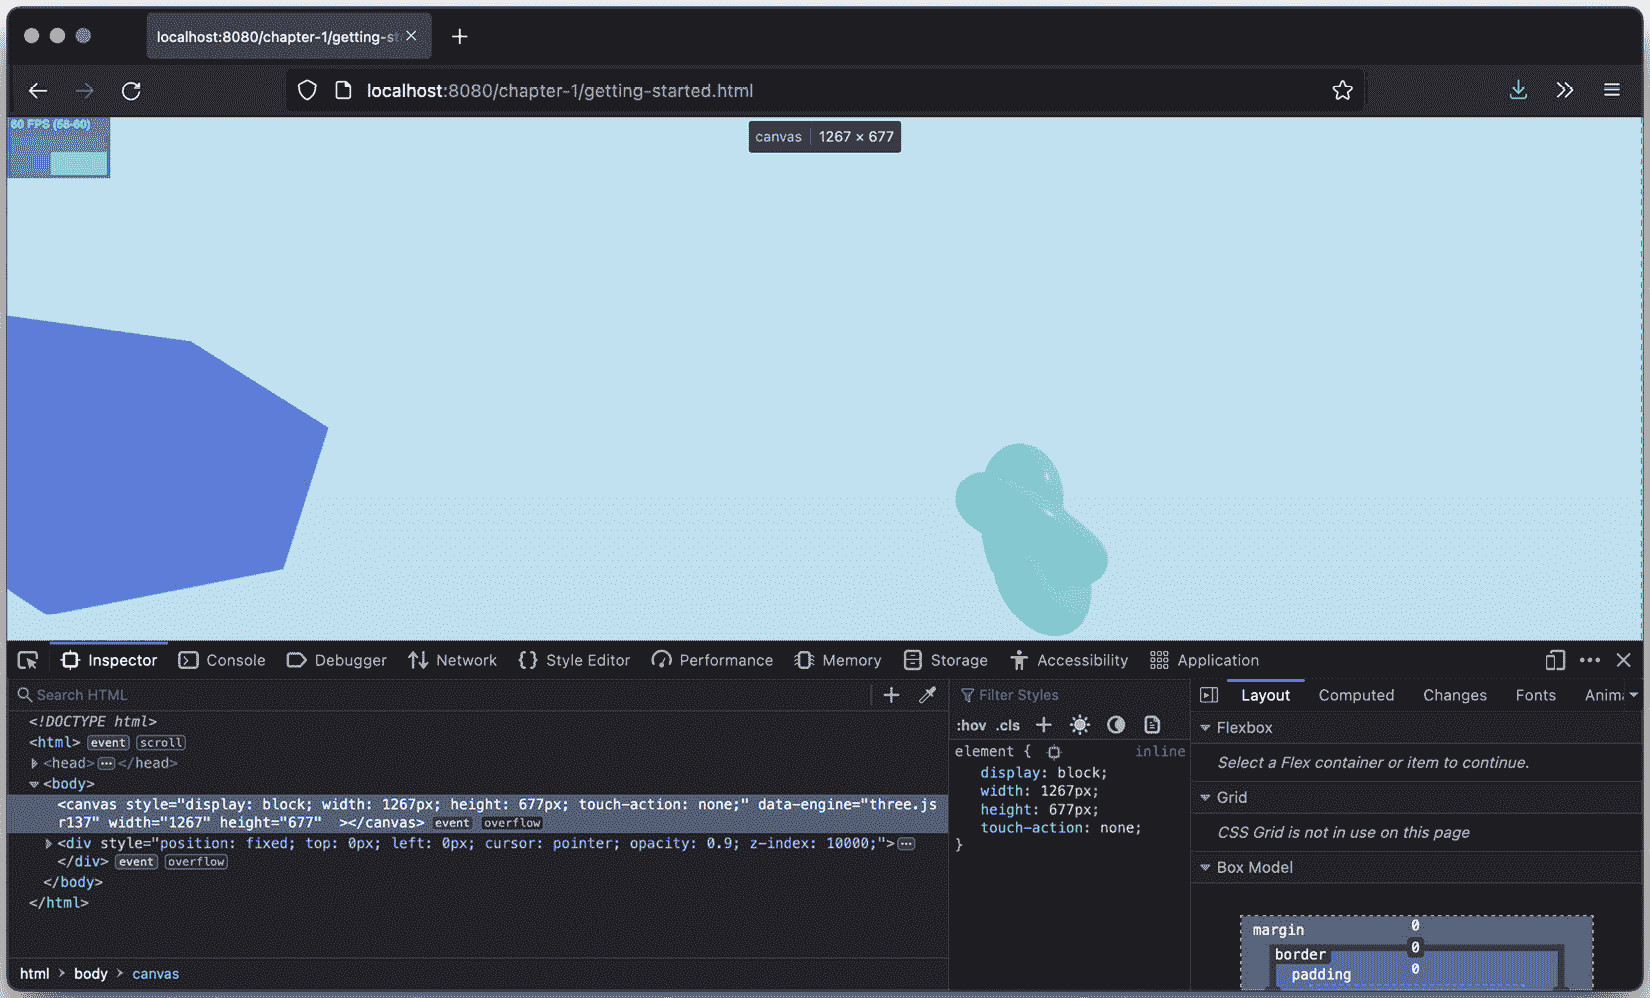 localhost:8080/chapter-1/getting-st
localhost:8080/chapter-1/getting-started.html
60 FPS (58-60)
canvas 1267 × 677
Inspector Console Debugger Network Style Editor Performance Memory Storage Accessibility Application
Search HTML
<!DOCTYPE html>
<html> event scroll
<head> ••• </head>
<body>
<canvas style="display: block; width: 1267px; height: 677px; touch-action: none;" data-engine="three.js
r137" width="1267" height="677" ></canvas> event overflow
<div style="position: fixed; top: 0px; left: 0px; cursor: pointer; opacity: 0.9; z-index: 10000;"> •••
</div> event overflow
</body>
</html>
html > body > canvas
Filter Styles
:hov .cls
element { inline
display: block;
width: 1267px;
height: 677px;
touch-action: none;
}
Layout Computed Changes Fonts Anima
Flexbox
Select a Flex container or item to continue.
Grid
CSS Grid is not in use on this page
Box Model
margin 0
border 0
padding 0